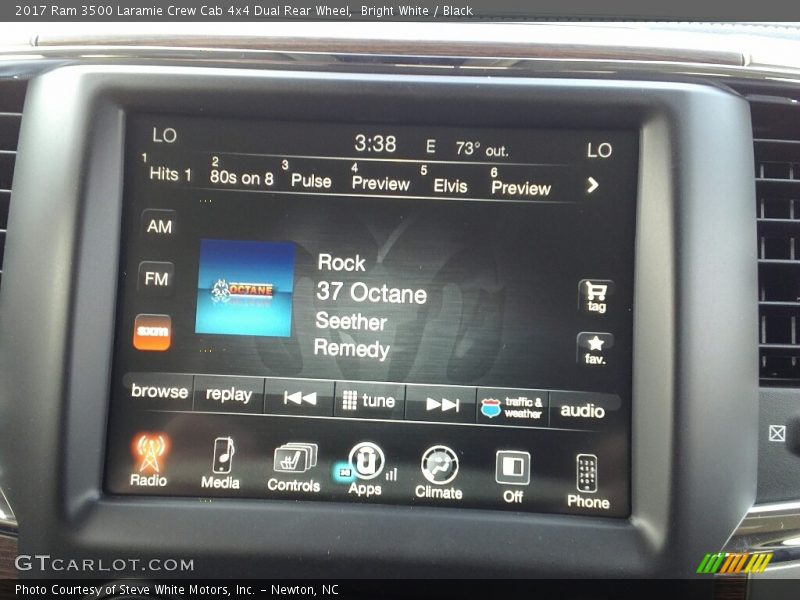 2017 Ram 3500 Laramie Crew Cab 4x4 Dual Rear Wheel,  Bright White / Black
LO 3:38 E 73° out. LO
1 Hits 1 2 80s on 8 3 Pulse 4 Preview 5 Elvis 6 Preview
AM
FM
sxm
OCTANE
Rock
37 Octane
Seether
Remedy
tag
fav.
browse replay tune traffic & weather audio
Radio Media Controls Apps Climate Off Phone
GTCARLOT.COM
Photo Courtesy of Steve White Motors, Inc. – Newton, NC